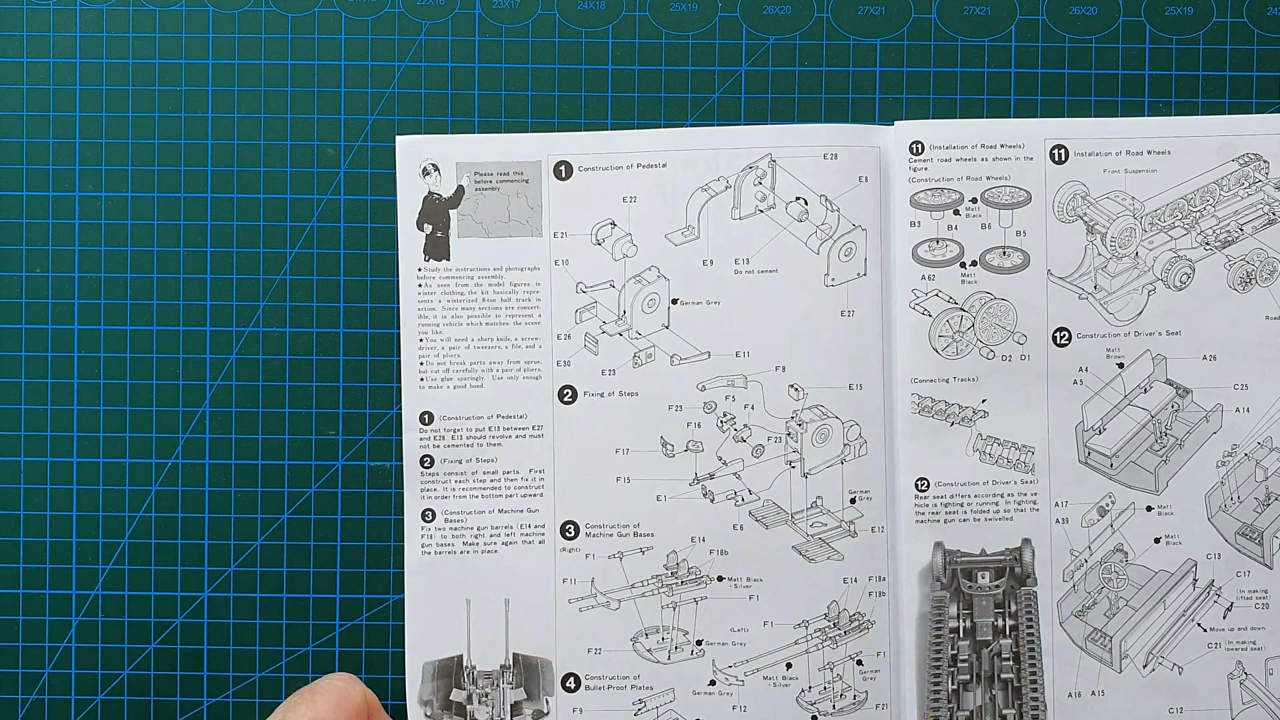 22X16
23X17
24X18
25X19
26X20
27X21
27X21
26X20
25X19
Please read this
before commencing
assembly
★Study the instructions and photographs
before commencing assembly.
★As seen from the model figures in
winter clothing, the kit basically repre-
sents a winterized 8-ton half track in
action. Since many sections are convert-
ible, it is also possible to represent a
running vehicle which matches the scene
you like.
★You will need a sharp knife, a screw-
driver, a pair of tweezers, a file, and a
pair of pliers.
★Do not break parts away from sprue,
but cut off carefully with a pair of pliers.
★Use glue sparingly. Use only enough
to make a good bond.
1 (Construction of Pedestal)
Do not forget to put E13 between E27
and E28. E13 should revolve and must
not be cemented to them.
2 (Fixing of Steps)
Steps consist of small parts. First
construct each step and then fix it in
place. It is recommended to construct
it in order from the bottom part upward.
3 (Construction of Machine Gun
Bases)
Fix two machine gun barrels (E14 and
F18) to both right and left machine
gun bases. Make sure again that all
the barrels are in place.
1 Construction of Pedestal
E28
E8
E22
E21
E10
E9
E13
Do not cement
E27
German Grey
E26
E30
E23
E11
2 Fixing of Steps
F8
E15
F5
F4
F23
F16
F23
F17
F15
E1
E6
German
Grey
E12
3 Construction of
Machine Gun Bases
(Right)
E14
F1
F18b
F11
Matt Black
+Silver
F1
E14
F18a
F18b
(Left)
F1
German Grey
F22
F1
German Grey
Matt Black
+Silver
German
Grey
F12
F21
4 Construction of
Bullet-Proof Plates
F9
11 (Installation of Road Wheels)
Cement road wheels as shown in the
figure.
(Construction of Road Wheels)
Matt
Black
B3
B4
B6
B5
A62
Matt
Black
D2
D1
(Connecting Tracks)
12 (Construction of Driver's Seat)
Rear seat differs according as the ve-
hicle is fighting or running. In fighting,
the rear seat is folded up so that the
machine gun can be swivelled.
11 Installation of Road Wheels
Front Suspension
Road
12 Construction of Driver's Seat
Matt
Brown
A4
A5
A26
C25
A14
A17
A39
Matt
Black
Matt
Black
C13
C17
(In making
lifted seat)
C20
Move up and down.
(In making
lowered seat)
C21
A16
A15
C12